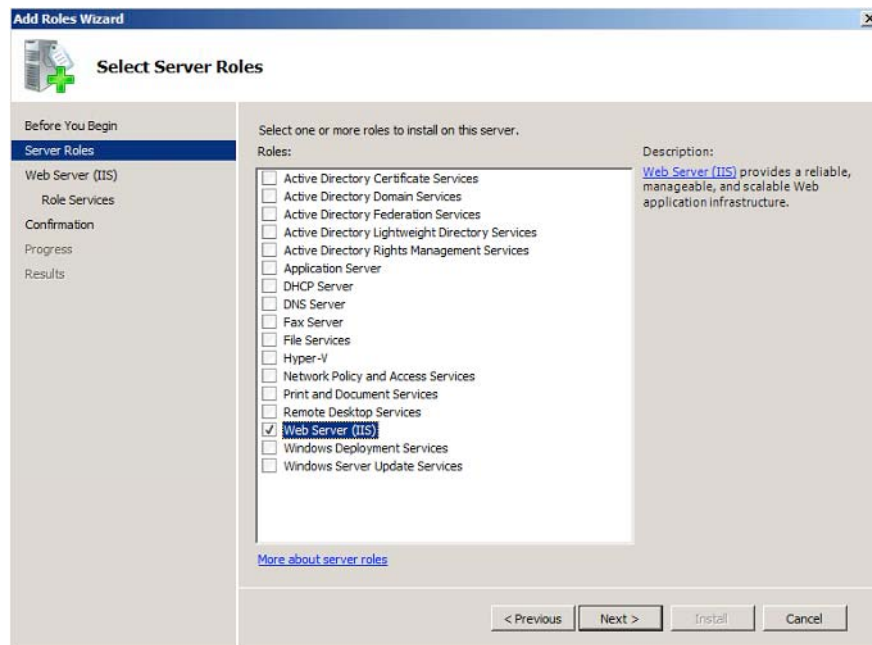 Add Roles Wizard
Select Server Roles
Before You Begin
Server Roles
Web Server (IIS)
Role Services
Confirmation
Progress
Results
Select one or more roles to install on this server.
Roles:
Active Directory Certificate Services
Active Directory Domain Services
Active Directory Federation Services
Active Directory Lightweight Directory Services
Active Directory Rights Management Services
Application Server
DHCP Server
DNS Server
Fax Server
File Services
Hyper-V
Network Policy and Access Services
Print and Document Services
Remote Desktop Services
Web Server (IIS)
Windows Deployment Services
Windows Server Update Services
More about server roles
Description:
Web Server (IIS) provides a reliable,
manageable, and scalable Web
application infrastructure.
< Previous
Next >
Install
Cancel